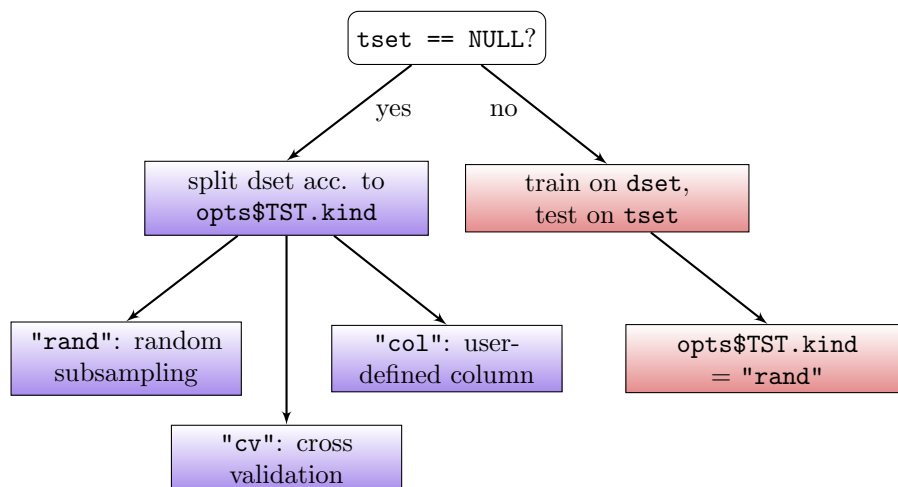 tset == NULL?
yes
no
split dset acc. to
opts$TST.kind
train on dset,
test on tset
"rand": random
subsampling
"cv": cross
validation
"col": user-
defined column
opts$TST.kind
= "rand"